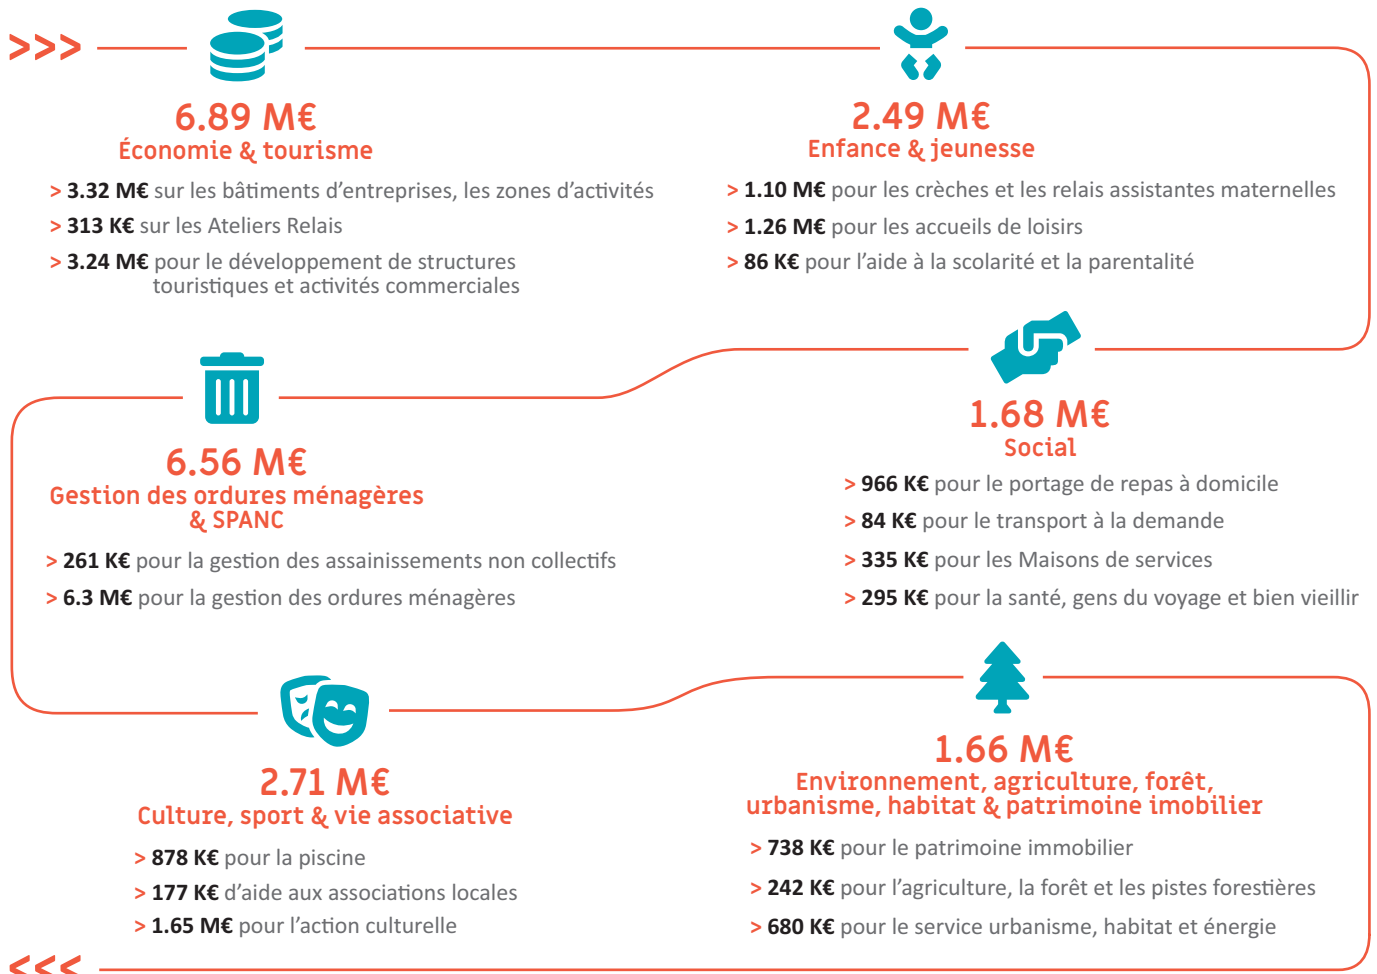 >>>
6.89 M€
Économie & tourisme
> 3.32 M€ sur les bâtiments d'entreprises, les zones d'activités
> 313 K€ sur les Ateliers Relais
> 3.24 M€ pour le développement de structures
touristiques et activités commerciales
2.49 M€
Enfance & jeunesse
> 1.10 M€ pour les crèches et les relais assistantes maternelles
> 1.26 M€ pour les accueils de loisirs
> 86 K€ pour l'aide à la scolarité et la parentalité
1.68 M€
Social
> 966 K€ pour le portage de repas à domicile
> 84 K€ pour le transport à la demande
> 335 K€ pour les Maisons de services
> 295 K€ pour la santé, gens du voyage et bien vieillir
6.56 M€
Gestion des ordures ménagères
& SPANC
> 261 K€ pour la gestion des assainissements non collectifs
> 6.3 M€ pour la gestion des ordures ménagères
2.71 M€
Culture, sport & vie associative
> 878 K€ pour la piscine
> 177 K€ d'aide aux associations locales
> 1.65 M€ pour l'action culturelle
1.66 M€
Environnement, agriculture, forêt,
urbanisme, habitat & patrimoine imobilier
> 738 K€ pour le patrimoine immobilier
> 242 K€ pour l'agriculture, la forêt et les pistes forestières
> 680 K€ pour le service urbanisme, habitat et énergie
<<<